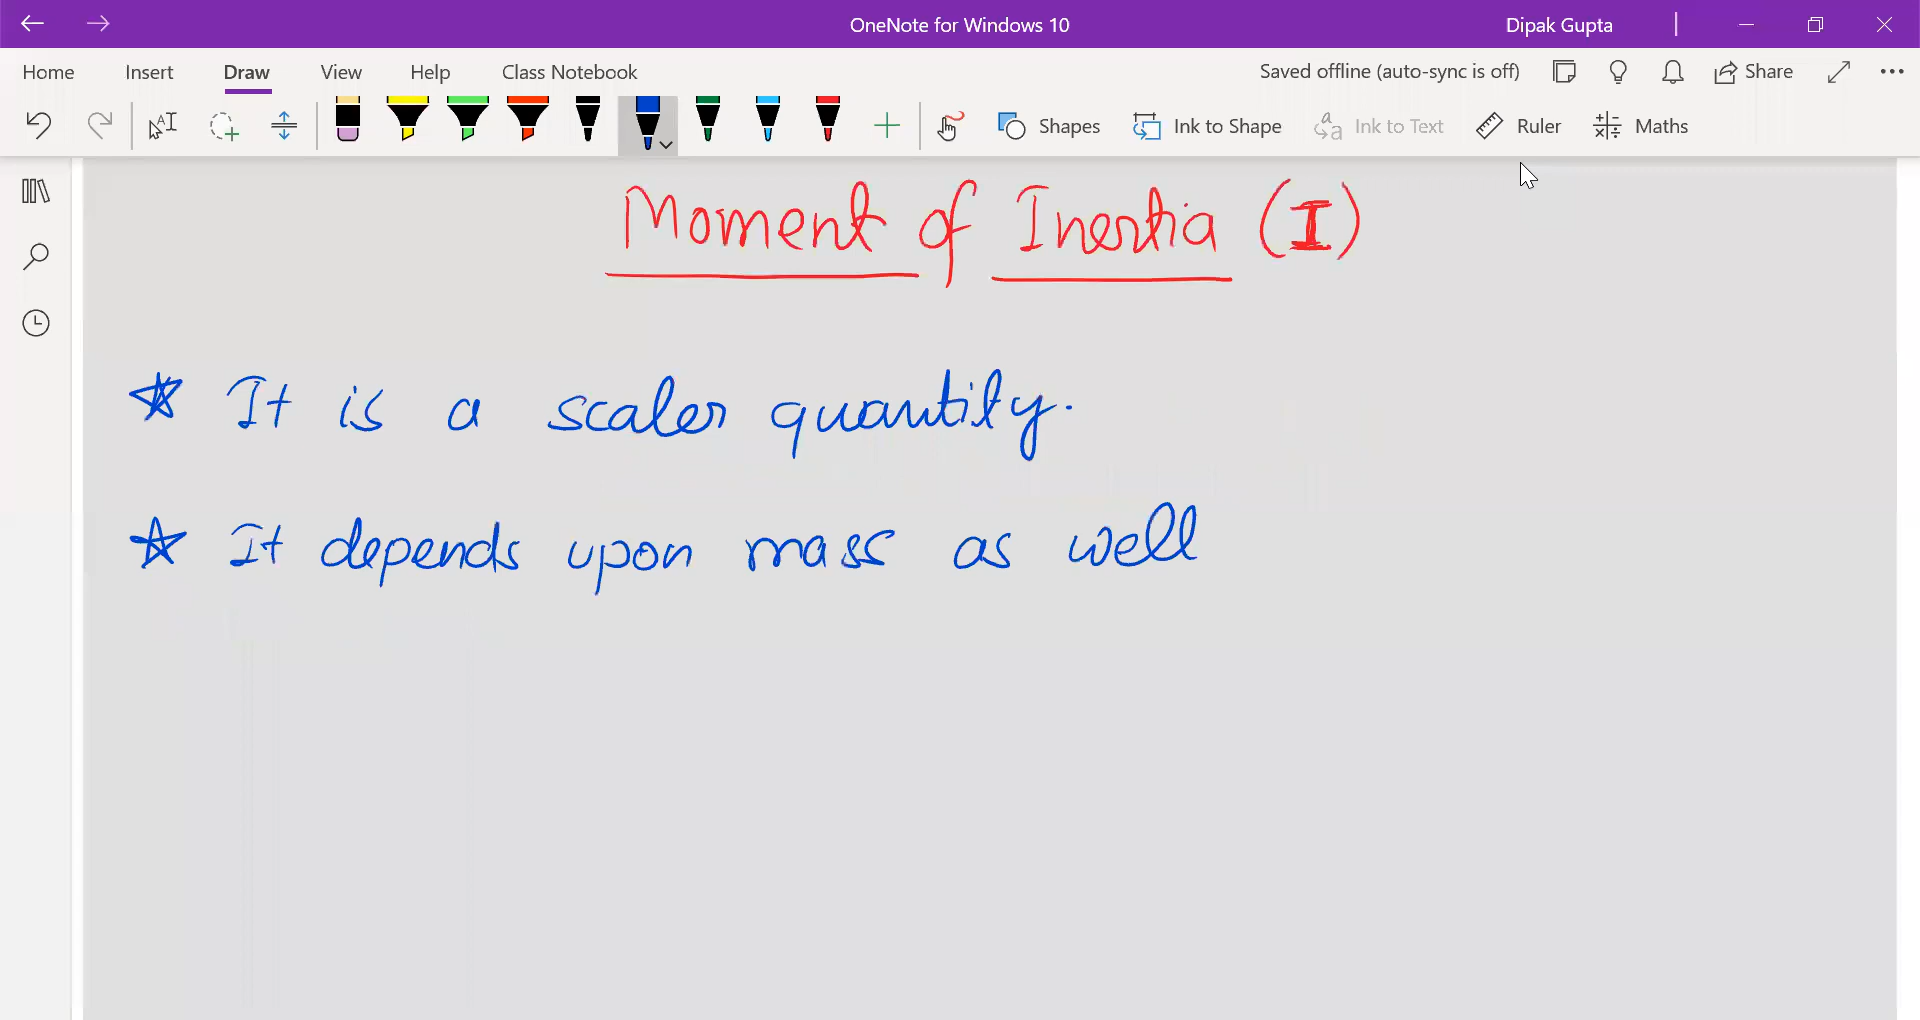 OneNote for Windows 10 Dipak Gupta
Home Insert Draw View Help Class Notebook Saved offline (auto-sync is off) Share
Shapes Ink to Shape Ink to Text Ruler Maths
Moment of Inertia (I)
It is a scaler quantity.
It depends upon mass as well